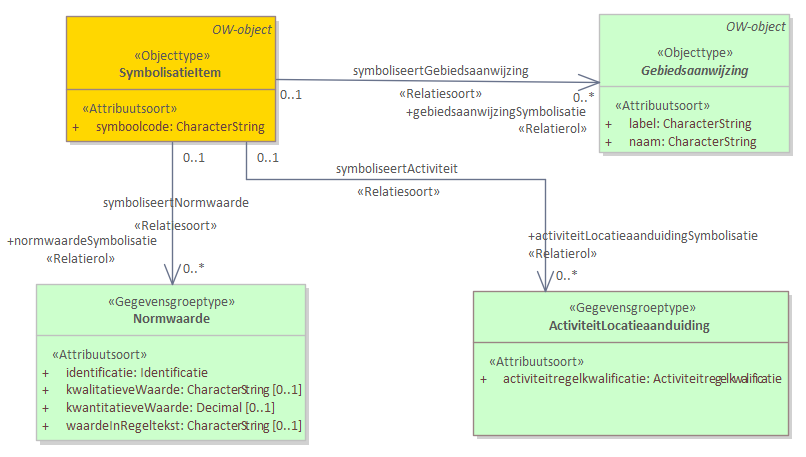 OW-object
«Objecttype»
SymbolisatieItem
«Attribuutsoort»
+ symboolcode: CharacterString
OW-object
«Objecttype»
Gebiedsaanwijzing
«Attribuutsoort»
+ label: CharacterString
+ naam: CharacterString
symboliseertGebiedsaanwijzing
0..1
«Relatiesoort»
0..*
+gebiedsaanwijzingSymbolisatie
«Relatierol»
0..1
0..1
symboliseertActiviteit
«Relatiesoort»
symboliseertNormwaarde
«Relatiesoort»
+normwaardeSymbolisatie
«Relatierol»
0..*
+activiteitLocatieaanduidingSymbolisatie
«Relatierol»
0..*
«Gegevensgroeptype»
Normwaarde
«Attribuutsoort»
+ identificatie: Identificatie
+ kwalitatieveWaarde: CharacterString [0..1]
+ kwantitatieveWaarde: Decimal [0..1]
+ waardeInRegeltekst: CharacterString [0..1]
«Gegevensgroeptype»
ActiviteitLocatieaanduiding
«Attribuutsoort»
+ activiteitregelkwalificatie: Activiteitregelkwalificatie